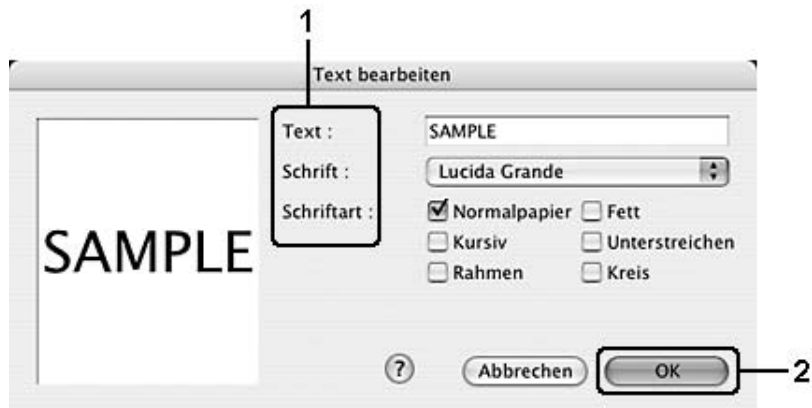 1
Text bearbeiten
Text :
SAMPLE
Schrift :
Lucida Grande
Schriftart :
Normalpapier
Fett
Kursiv
Unterstreichen
Rahmen
Kreis
SAMPLE
?
Abbrechen
OK
2